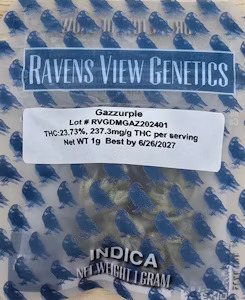 RAVENS VIEW GENETICS
Gazzurple
Lot # RVGDMGAZ202401
THC:23.73%, 237.3mg/g THC per serving
Net WT 1g Best by 6/26/2027
INDICA
NET WEIGHT 1 GRAM